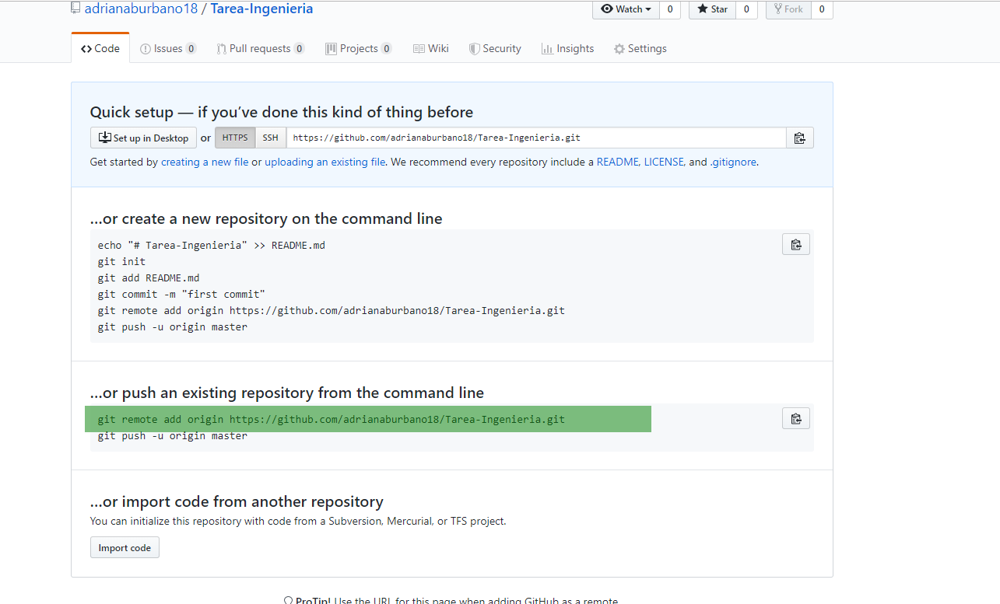 adrianaburbano18 / Tarea-Ingenieria
Watch 0 Star 0 Fork 0
Code Issues 0 Pull requests 0 Projects 0 Wiki Security Insights Settings
Quick setup — if you’ve done this kind of thing before
Set up in Desktop or HTTPS SSH https://github.com/adrianaburbano18/Tarea-Ingenieria.git
Get started by creating a new file or uploading an existing file. We recommend every repository include a README, LICENSE, and .gitignore.
…or create a new repository on the command line
echo "# Tarea-Ingenieria" >> README.md
git init
git add README.md
git commit -m "first commit"
git remote add origin https://github.com/adrianaburbano18/Tarea-Ingenieria.git
git push -u origin master
…or push an existing repository from the command line
git remote add origin https://github.com/adrianaburbano18/Tarea-Ingenieria.git
git push -u origin master
…or import code from another repository
You can initialize this repository with code from a Subversion, Mercurial, or TFS project.
Import code
ProTip! Use the URL for this page when adding GitHub as a remote.